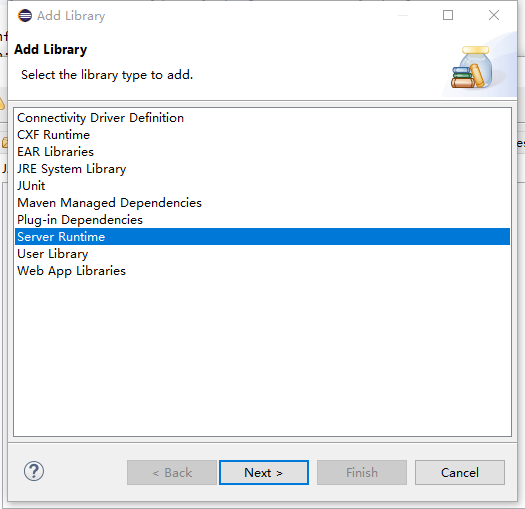 Add Library
Add Library
Select the library type to add.
Connectivity Driver Definition
CXF Runtime
EAR Libraries
JRE System Library
JUnit
Maven Managed Dependencies
Plug-in Dependencies
Server Runtime
User Library
Web App Libraries
?
< Back
Next >
Finish
Cancel